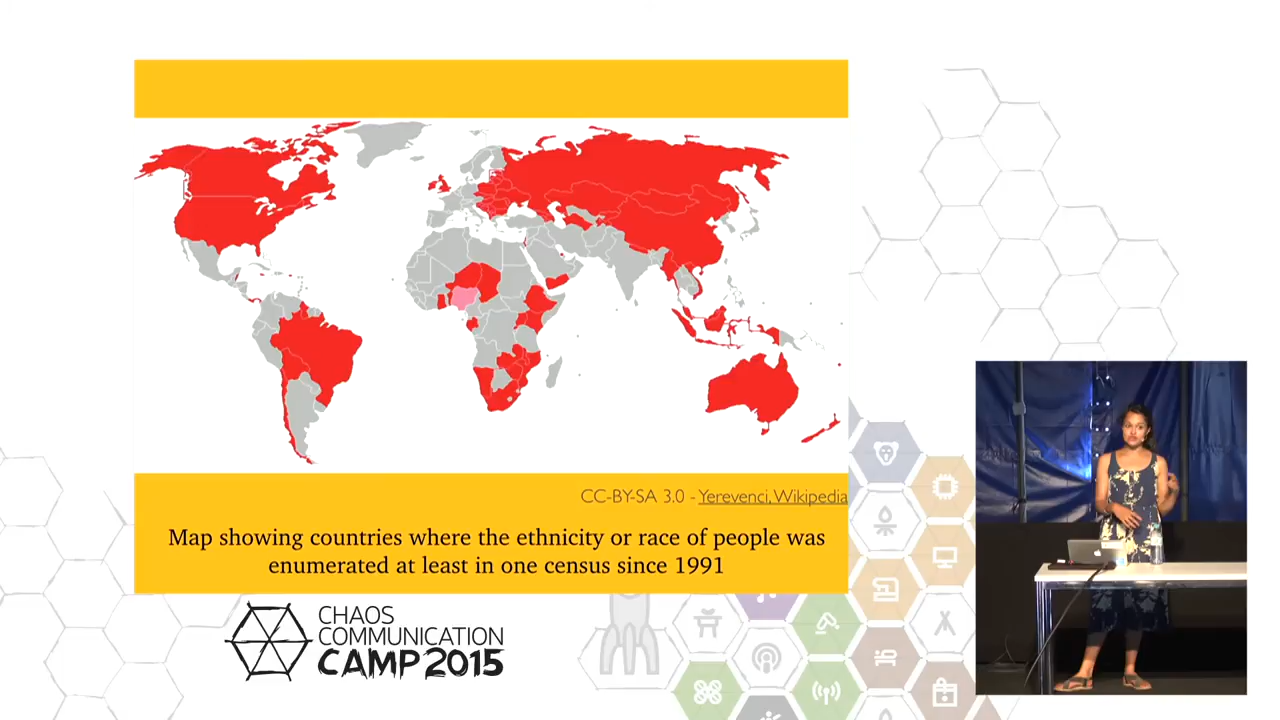 CC-BY-SA 3.0 - Yerevenci, Wikipedia
Map showing countries where the ethnicity or race of people was
enumerated at least in one census since 1991
CHAOS
COMMUNICATION
CAMP 2015